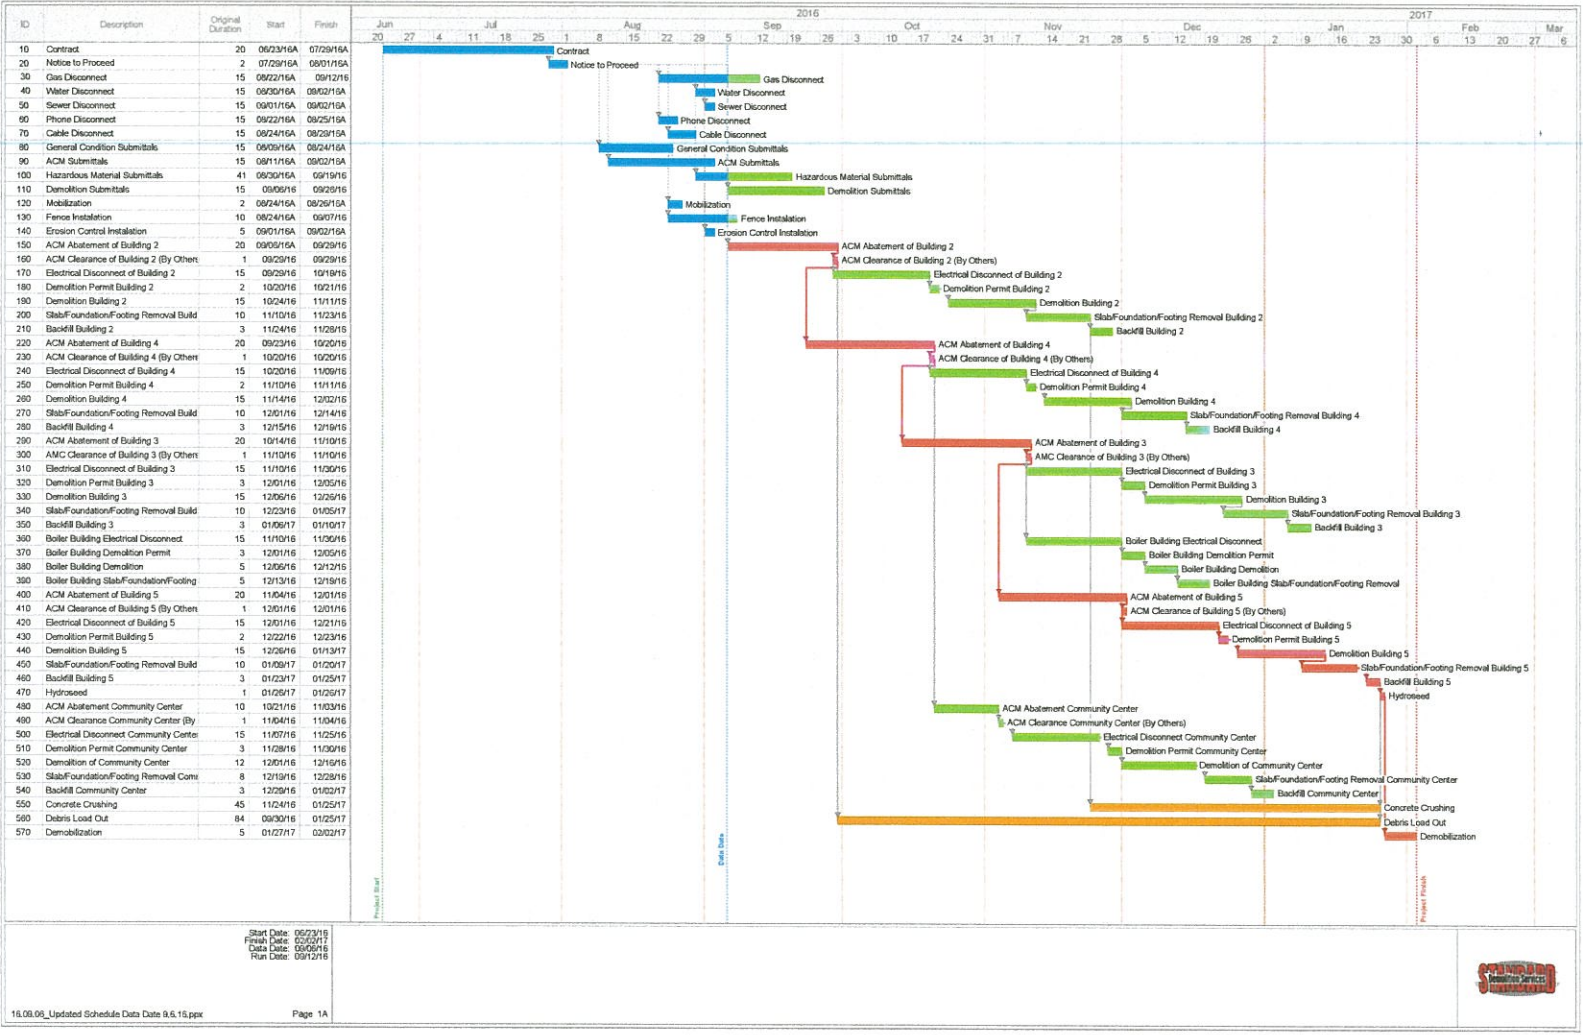 2016
2017
Jun Jul Aug Sep Oct Nov Dec Jan Feb Mar
ID Description Original Duration Start Finish
20 27 4 11 18 25 1 8 15 22 29 5 12 19 26 3 10 17 24 31 7 14 21 28 5 12 19 26 2 9 16 23 30 6 13 20 27 6
10 Contract 20 06/23/16A 07/29/16A Contract
20 Notice to Proceed 2 07/29/16A 08/01/16A Notice to Proceed
30 Gas Disconnect 15 08/22/16A 09/12/16 Gas Disconnect
40 Water Disconnect 15 08/30/16A 09/02/16A Water Disconnect
50 Sewer Disconnect 15 09/01/16A 09/02/16A Sewer Disconnect
60 Phone Disconnect 15 08/22/16A 08/25/16A Phone Disconnect
70 Cable Disconnect 15 08/24/16A 08/29/16A Cable Disconnect
80 General Condition Submittals 15 08/09/16A 08/24/16A General Condition Submittals
90 ACM Submittals 15 08/11/16A 09/02/16A ACM Submittals
100 Hazardous Material Submittals 41 08/30/16A 09/19/16 Hazardous Material Submittals
110 Demolition Submittals 15 09/06/16 09/26/16 Demolition Submittals
120 Mobilization 2 08/24/16A 08/26/16A Mobilization
130 Fence Instalation 10 08/24/16A 09/07/16 Fence Instalation
140 Erosion Control Instalation 5 09/01/16A 09/02/16A Erosion Control Instalation
150 ACM Abatement of Building 2 20 09/06/16A 09/29/16 ACM Abatement of Building 2
160 ACM Clearance of Building 2 (By Others 1 09/29/16 09/29/16 ACM Clearance of Building 2 (By Others)
170 Electrical Disconnect of Building 2 15 09/29/16 10/19/16 Electrical Disconnect of Building 2
180 Demolition Permit Building 2 2 10/20/16 10/21/16 Demolition Permit Building 2
190 Demolition Building 2 15 10/24/16 11/11/16 Demolition Building 2
200 Slab/Foundation/Footing Removal Build 10 11/10/16 11/23/16 Slab/Foundation/Footing Removal Building 2
210 Backfill Building 2 3 11/24/16 11/28/16 Backfill Building 2
220 ACM Abatement of Building 4 20 09/23/16 10/20/16 ACM Abatement of Building 4
230 ACM Clearance of Building 4 (By Others 1 10/20/16 10/20/16 ACM Clearance of Building 4 (By Others)
240 Electrical Disconnect of Building 4 15 10/20/16 11/09/16 Electrical Disconnect of Building 4
250 Demolition Permit Building 4 2 11/10/16 11/11/16 Demolition Permit Building 4
260 Demolition Building 4 15 11/14/16 12/02/16 Demolition Building 4
270 Slab/Foundation/Footing Removal Build 10 12/01/16 12/14/16 Slab/Foundation/Footing Removal Building 4
280 Backfill Building 4 3 12/15/16 12/19/16 Backfill Building 4
290 ACM Abatement of Building 3 20 10/14/16 11/10/16 ACM Abatement of Building 3
300 AMC Clearance of Building 3 (By Others 1 11/10/16 11/10/16 AMC Clearance of Building 3 (By Others)
310 Electrical Disconnect of Building 3 15 11/10/16 11/30/16 Electrical Disconnect of Building 3
320 Demolition Permit Building 3 3 12/01/16 12/05/16 Demolition Permit Building 3
330 Demolition Building 3 15 12/06/16 12/26/16 Demolition Building 3
340 Slab/Foundation/Footing Removal Build 10 12/23/16 01/05/17 Slab/Foundation/Footing Removal Building 3
350 Backfill Building 3 3 01/06/17 01/10/17 Backfill Building 3
360 Boiler Building Electrical Disconnect 15 11/10/16 11/30/16 Boiler Building Electrical Disconnect
370 Boiler Building Demolition Permit 3 12/01/16 12/05/16 Boiler Building Demolition Permit
380 Boiler Building Demolition 5 12/06/16 12/12/16 Boiler Building Demolition
390 Boiler Building Slab/Foundation/Footing 5 12/13/16 12/19/16 Boiler Building Slab/Foundation/Footing Removal
400 ACM Abatement of Building 5 20 11/04/16 12/01/16 ACM Abatement of Building 5
410 ACM Clearance of Building 5 (By Others 1 12/01/16 12/01/16 ACM Clearance of Building 5 (By Others)
420 Electrical Disconnect of Building 5 15 12/01/16 12/21/16 Electrical Disconnect of Building 5
430 Demolition Permit Building 5 2 12/22/16 12/23/16 Demolition Permit Building 5
440 Demolition Building 5 15 12/26/16 01/13/17 Demolition Building 5
450 Slab/Foundation/Footing Removal Build 10 01/09/17 01/20/17 Slab/Foundation/Footing Removal Building 5
460 Backfill Building 5 3 01/23/17 01/25/17 Backfill Building 5
470 Hydroseed 1 01/26/17 01/26/17 Hydroseed
480 ACM Abatement Community Center 10 10/21/16 11/03/16 ACM Abatement Community Center
490 ACM Clearance Community Center (By 1 11/04/16 11/04/16 ACM Clearance Community Center (By Others)
500 Electrical Disconnect Community Cente 15 11/07/16 11/25/16 Electrical Disconnect Community Center
510 Demolition Permit Community Center 3 11/28/16 11/30/16 Demolition Permit Community Center
520 Demolition of Community Center 12 12/01/16 12/16/16 Demolition of Community Center
530 Slab/Foundation/Footing Removal Com 8 12/19/16 12/28/16 Slab/Foundation/Footing Removal Community Center
540 Backfill Community Center 3 12/29/16 01/02/17 Backfill Community Center
550 Concrete Crushing 45 11/24/16 01/25/17 Concrete Crushing
560 Debris Load Out 84 09/30/16 01/25/17 Debris Load Out
570 Demobilization 5 01/27/17 02/02/17 Demobilization
Project Start
Data Date
Project Finish
Start Date: 06/23/16
Finish Date: 02/02/17
Data Date: 09/06/16
Run Date: 09/12/16
16.09.06_Updated Schedule Data Date 9.6.16.ppx Page 1A
STANDARD
Demolition Services